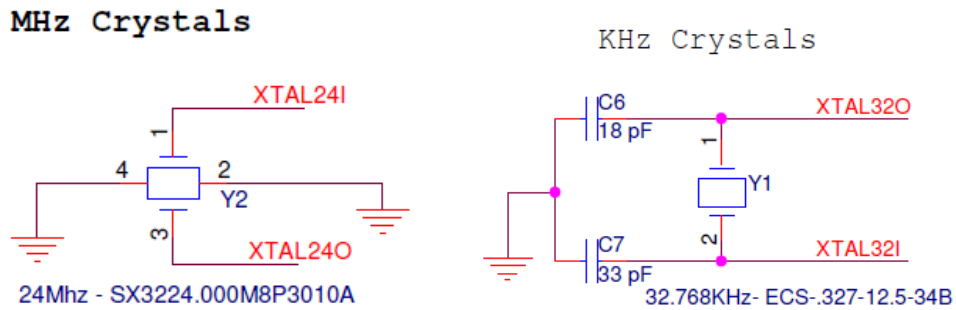 MHz Crystals
XTAL24I
1
4
2
Y2
3
XTAL24O
24Mhz - SX3224.000M8P3010A
KHz Crystals
C6
18 pF
XTAL32O
1
Y1
2
C7
33 pF
XTAL32I
32.768KHz- ECS-.327-12.5-34B